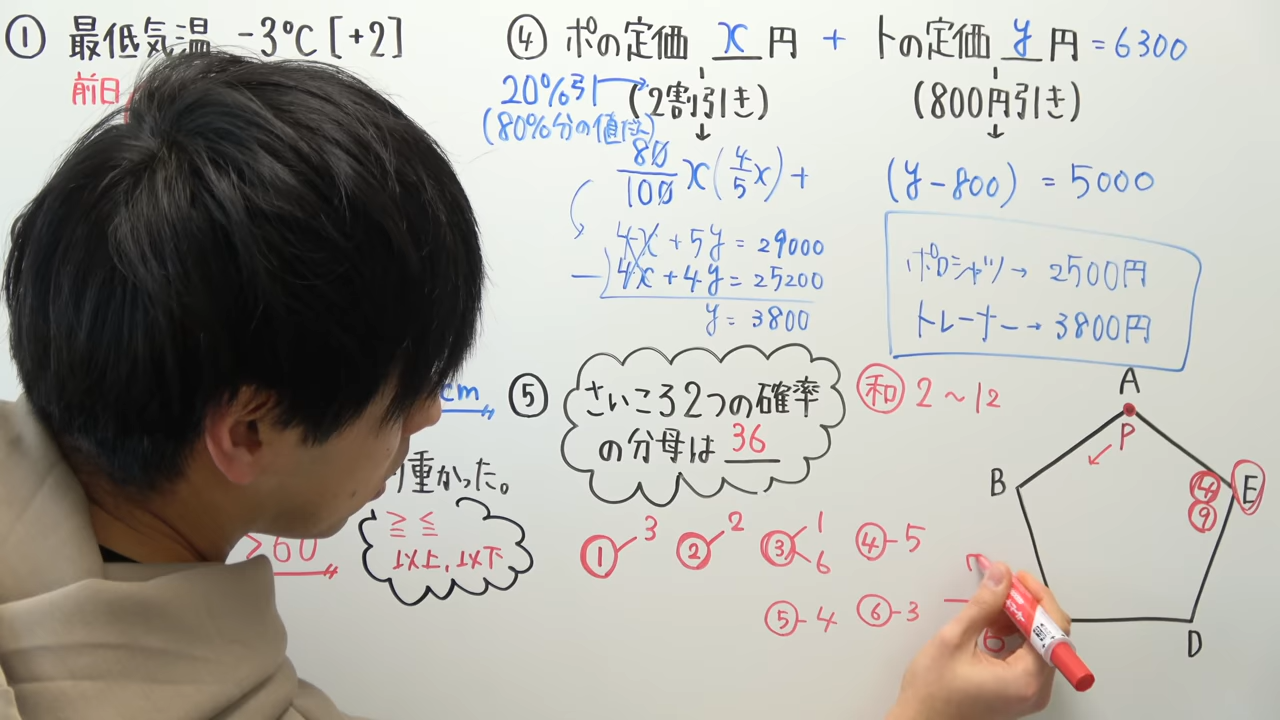 ① 最低気温 -3℃ [+2]
前日
cm
り重かった。
≧ ≦
以上、以下
>60
④ ポの定価 x 円 + トの定価 y 円 = 6300
20%引 (2割引き) (800円引き)
(80%分の値だよ)
80/100 x (4/5 x) + (y-800) = 5000
4x + 5y = 29000
4x + 4y = 25200
y = 3800
ポロシャツ→ 2500円
トレーナー→ 3800円
⑤ さいころ2つの確率
の分母は 36
和 2～12
① 3 ② 2 ③ 1 6 ④-5
⑤-4 ⑥-3
A
P
B
④
⑨
E
D